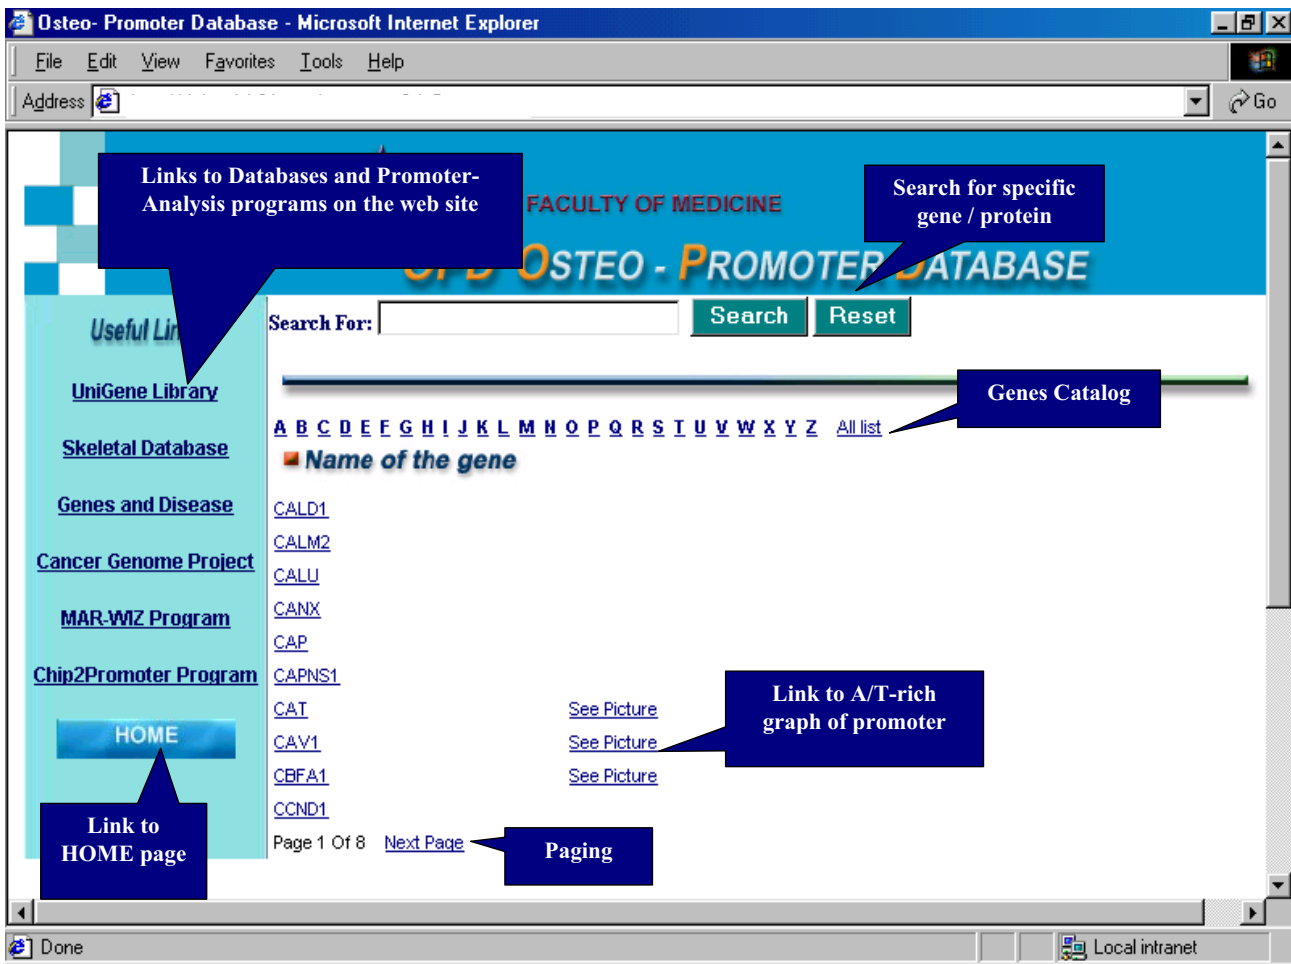 Osteo- Promoter Database - Microsoft Internet Explorer
File Edit View Favorites Tools Help
Address Go
Links to Databases and Promoter-
Analysis programs on the web site
FACULTY OF MEDICINE
Search for specific
gene / protein
OSTEO - PROMOTER DATABASE
Useful
Search For: Search Reset
UniGene Library
Genes Catalog
A B C D E F G H I J K L M N O P Q R S T U V W X Y Z All list
Skeletal Database
Name of the gene
Genes and Disease
CALD1
CALM2
Cancer Genome Project
CALU
CANX
MAR-WIZ Program
CAP
Chip2Promoter Program
CAPNS1
Link to A/T-rich
graph of promoter
CAT See Picture
HOME
CAV1 See Picture
CBFA1 See Picture
CCND1
Link to
HOME page
Page 1 Of 8 Next Page
Paging
Done
Local intranet